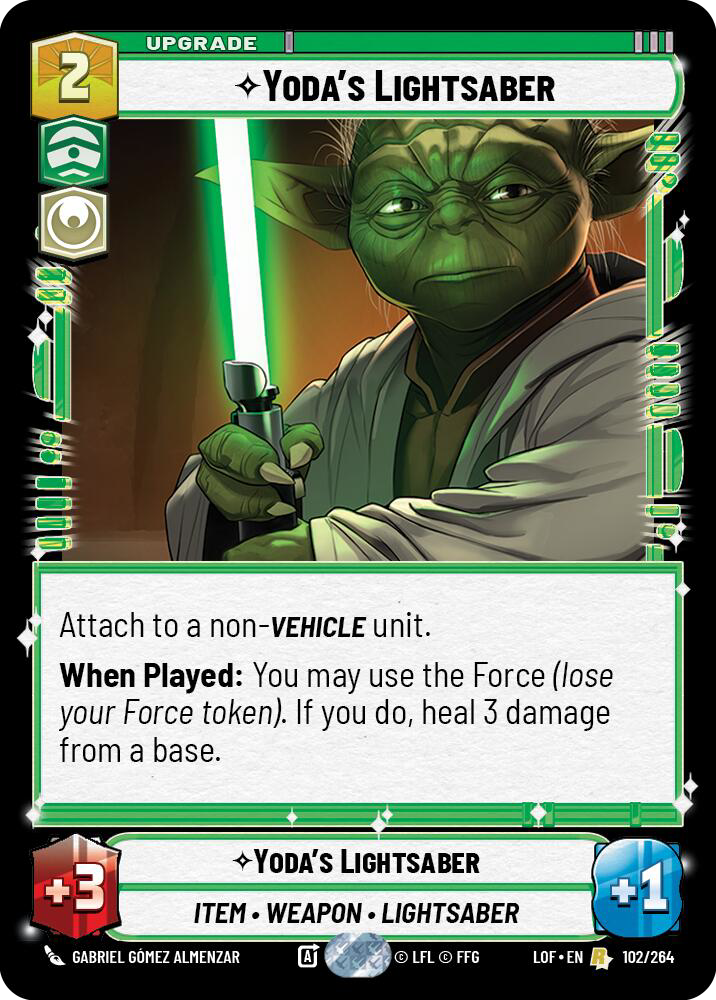 UPGRADE
2
✧YODA'S LIGHTSABER
Attach to a non-VEHICLE unit.
When Played: You may use the Force (lose
your Force token). If you do, heal 3 damage
from a base.
+3
✧YODA'S LIGHTSABER
+1
ITEM • WEAPON • LIGHTSABER
GABRIEL GÓMEZ ALMENZAR
A
© LFL © FFG
LOF • EN
R
102/264